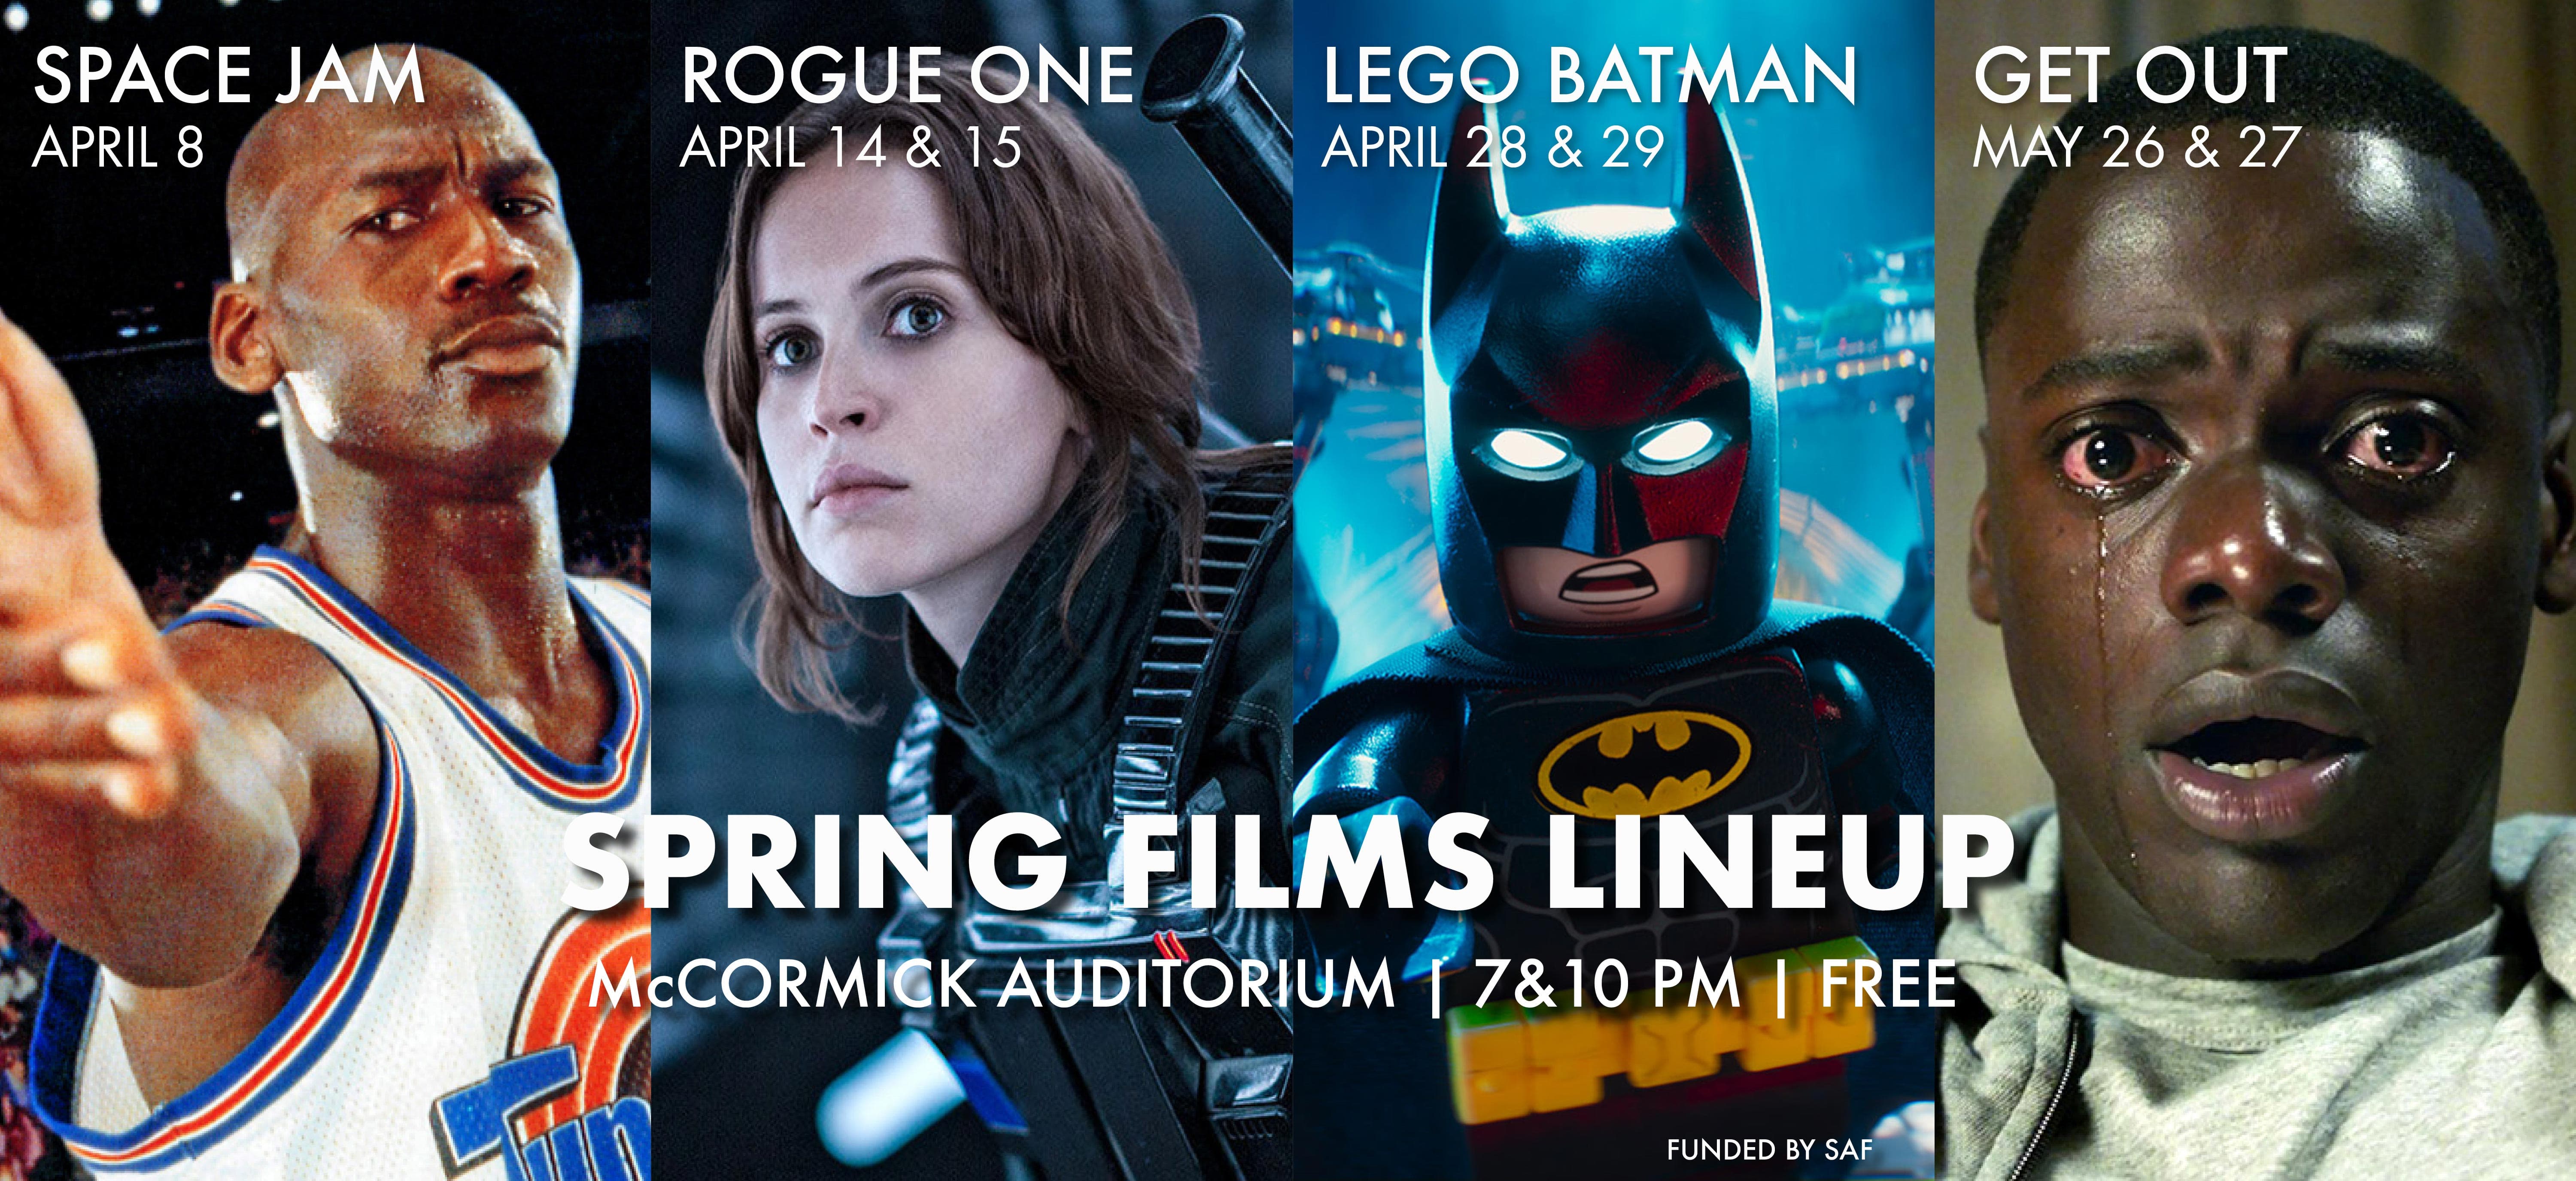 SPACE JAM
APRIL 8
ROGUE ONE
APRIL 14 & 15
LEGO BATMAN
APRIL 28 & 29
GET OUT
MAY 26 & 27
SPRING FILMS LINEUP
McCORMICK AUDITORIUM | 7&10 PM | FREE
FUNDED BY SAF